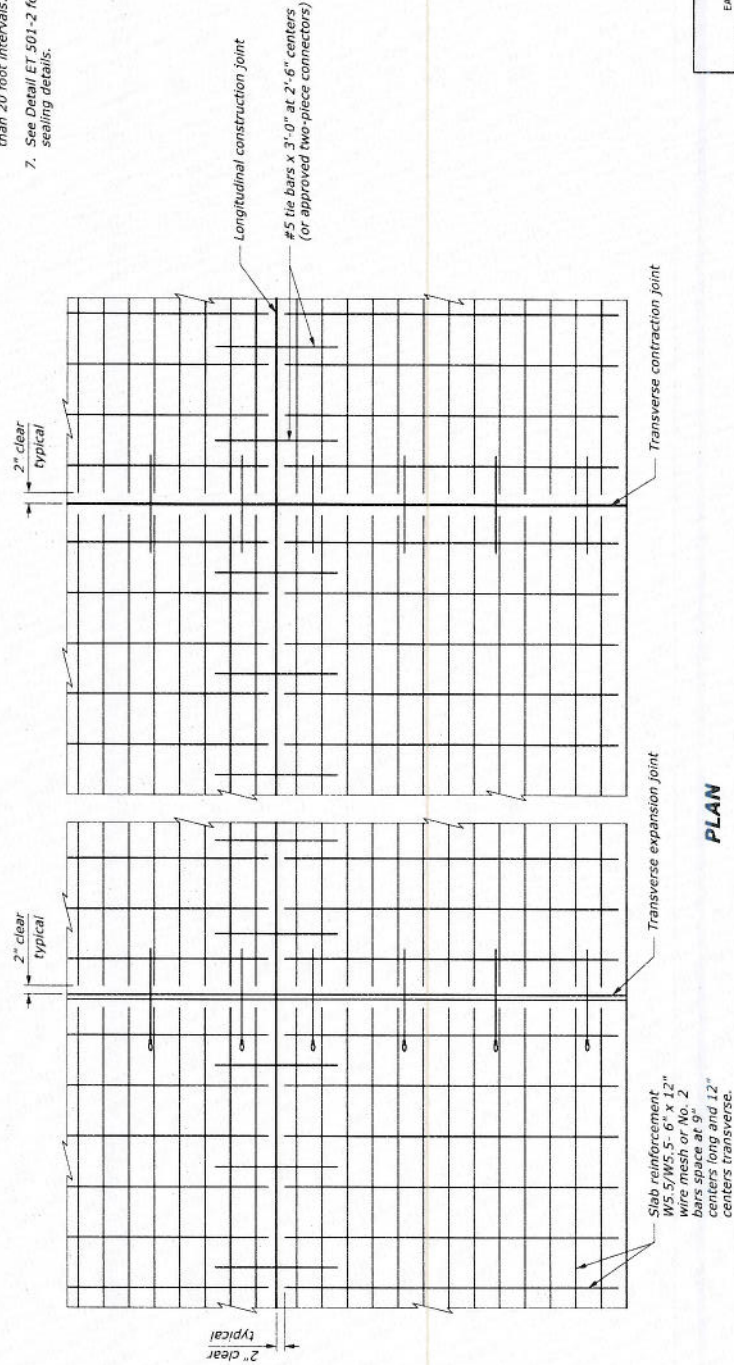 than 20 foot intervals.
7. See Detail ET 501-2 fo
sealing details.
2" clear
typical
2" clear
typical
2" clear
typical
Longitudinal construction joint
#5 tie bars x 3'-0" at 2'-6" centers
(or approved two-piece connectors)
Transverse expansion joint
Transverse contraction joint
Slab reinforcement
W5.5/W5.5- 6" x 12"
wire mesh or No. 2
bars space at 9"
centers long and 12"
centers transverse.
PLAN
EA